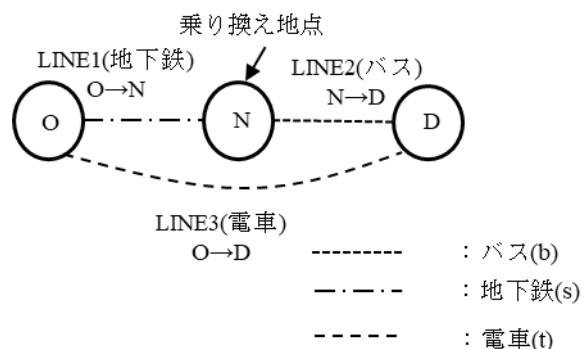 乗り換え地点
LINE1(地下鉄)
O→N
LINE2(バス)
N→D
O
N
D
LINE3(電車)
O→D
：バス(b)
：地下鉄(s)
：電車(t)